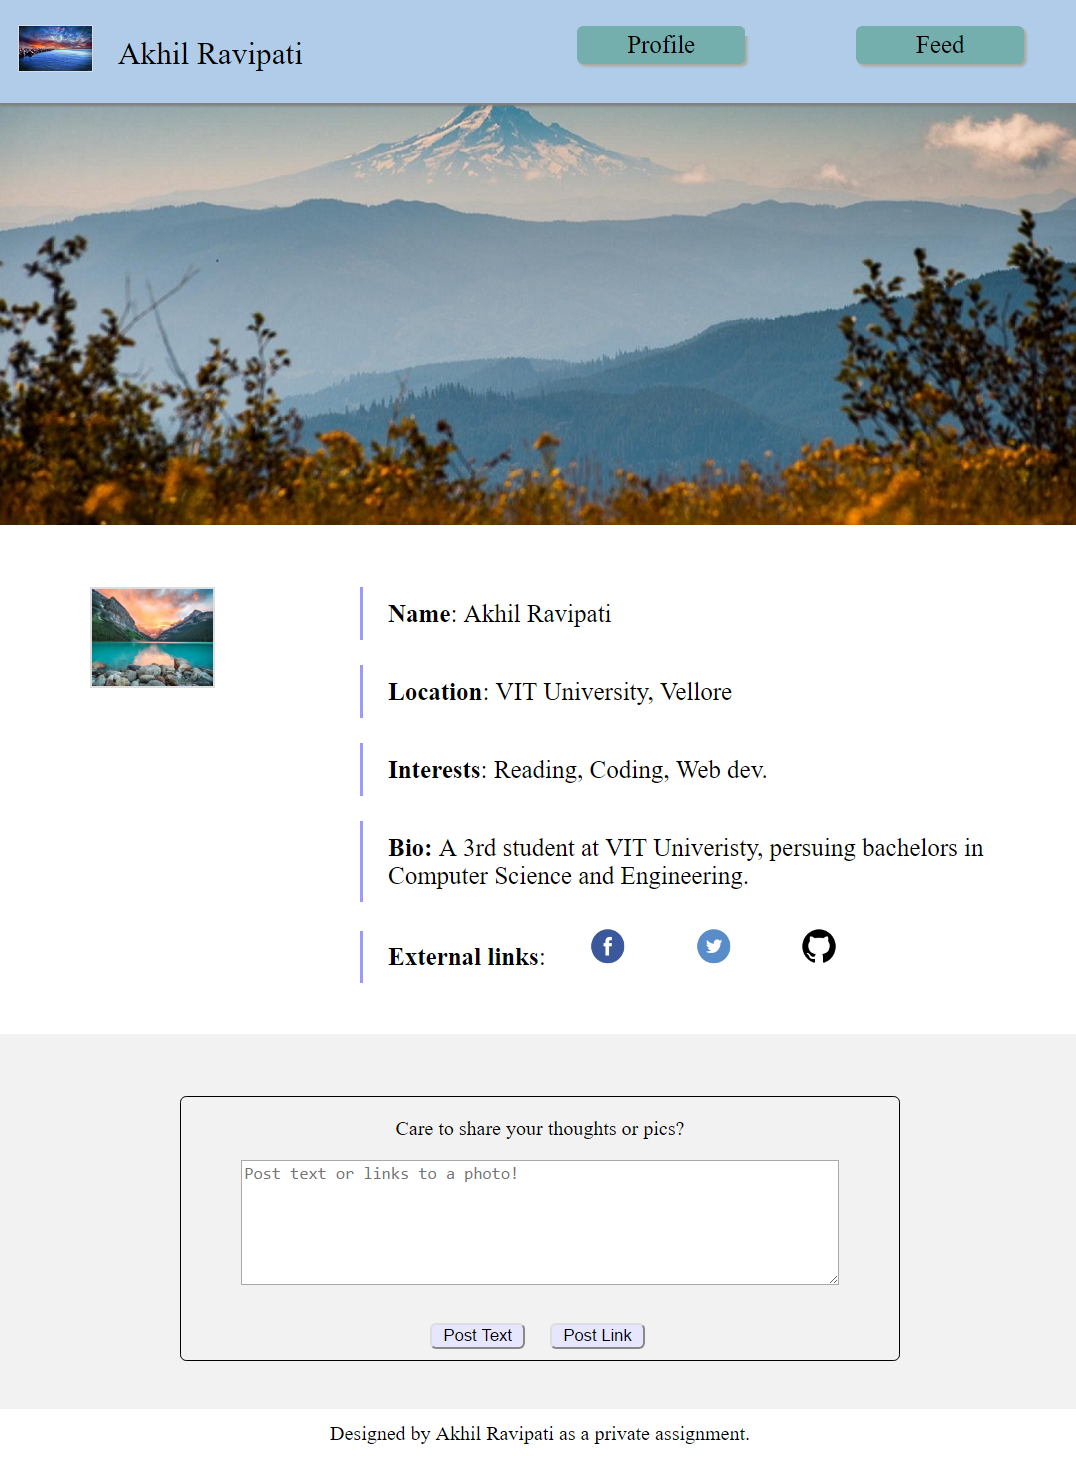 Akhil Ravipati
Profile
Feed
Name: Akhil Ravipati
Location: VIT University, Vellore
Interests: Reading, Coding, Web dev.
Bio: A 3rd student at VIT Univeristy, persuing bachelors in
Computer Science and Engineering.
External links:
Care to share your thoughts or pics?
Post text or links to a photo!
Post Text
Post Link
Designed by Akhil Ravipati as a private assignment.